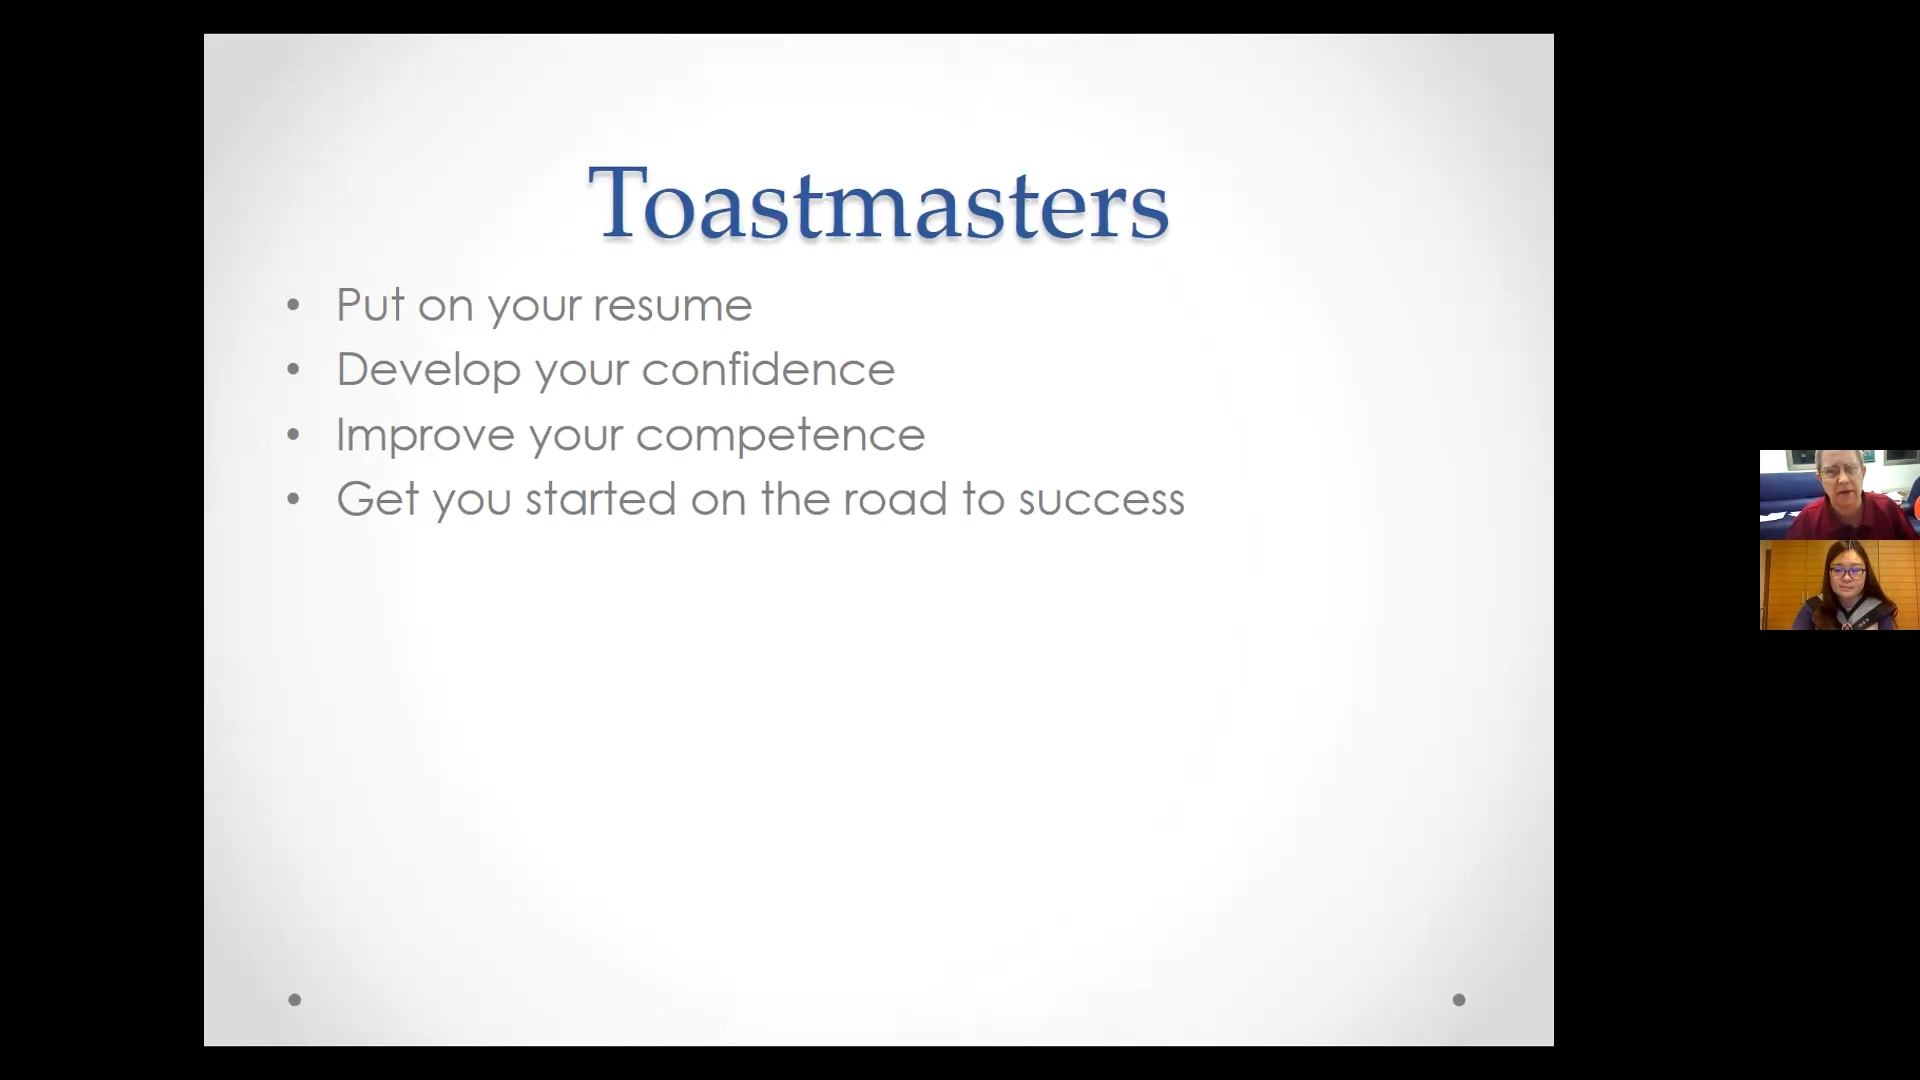 Toastmasters
• Put on your resume
• Develop your confidence
• Improve your competence
• Get you started on the road to success